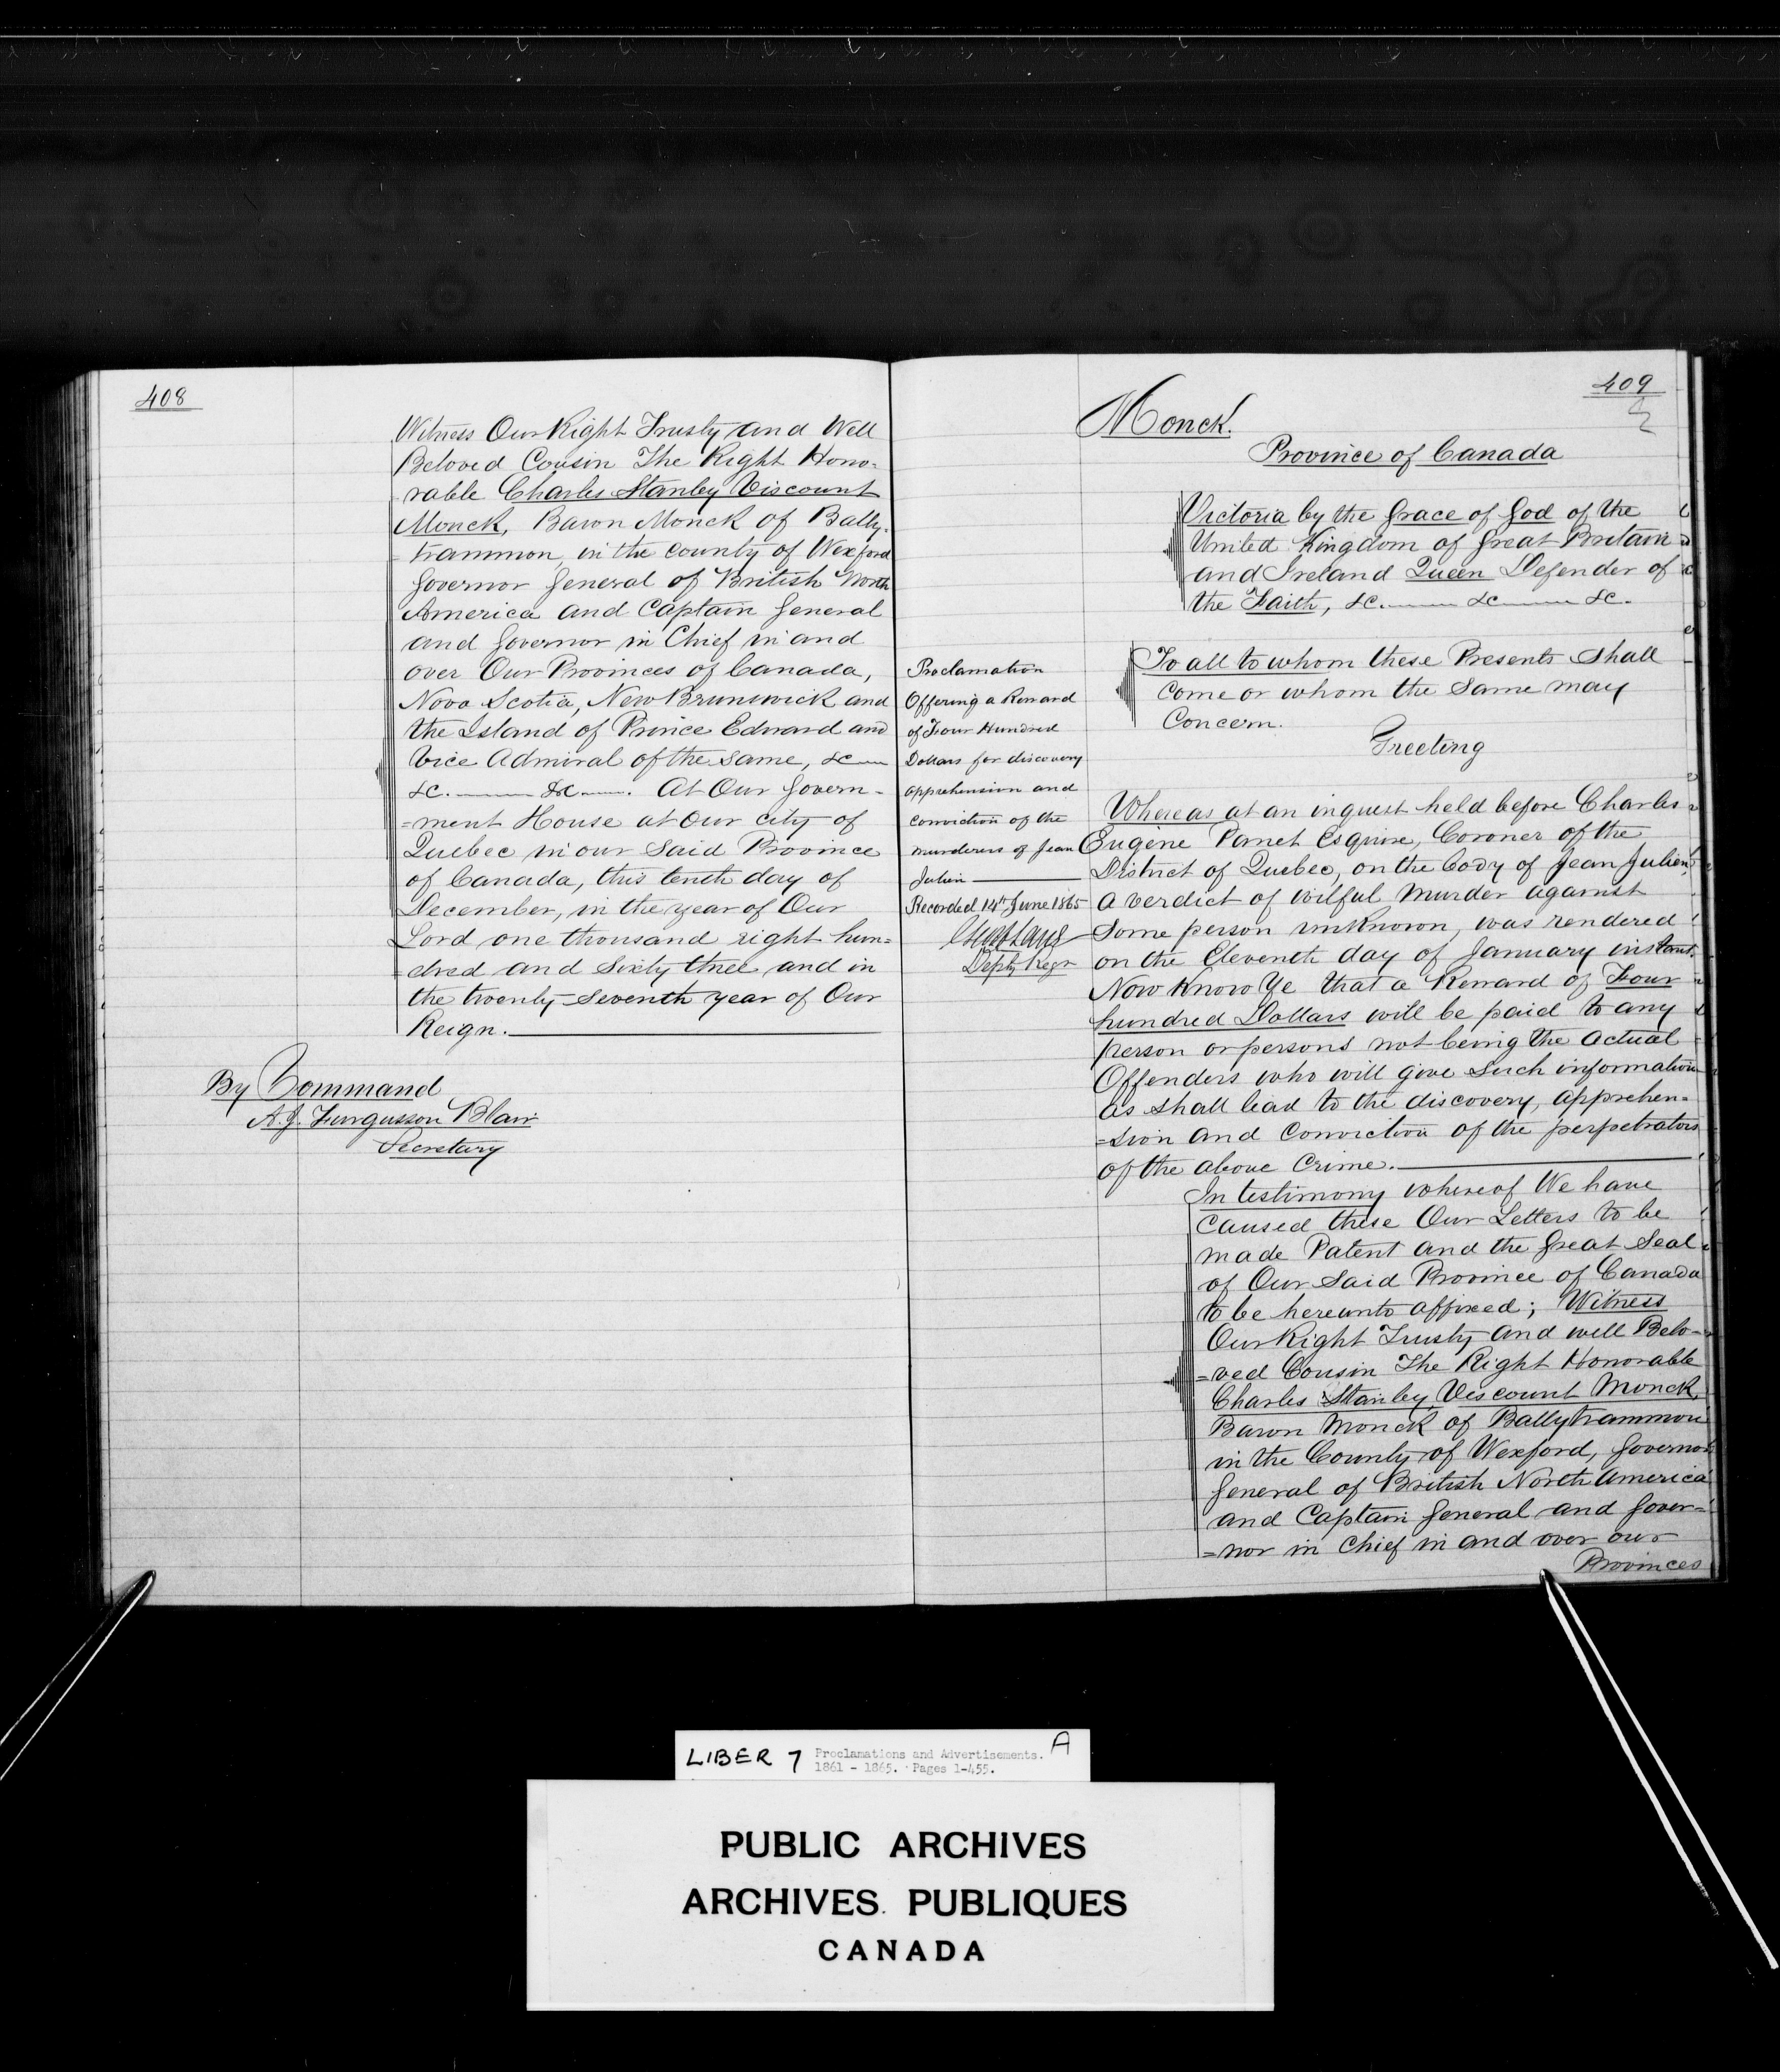 408
Witness Our Right Trusty and Well
Beloved Cousin The Right Hono-
rable Charles Stanley Viscount
Monck, Baron Monck of Bally-
trammon, in the County of Wexford
Governor General of British North
America and Captain General
and Governor in Chief in and
over Our Provinces of Canada,
Nova Scotia, New Brunswick and
the Island of Prince Edward and
Vice Admiral of the same, &c
&c. &c. At Our Govern-
=ment House at Our City of
Quebec in our Said Province
of Canada, this tenth day of
December, in the year of Our
Lord one thousand eight hun=
=dred and Sixty three and in
the twenty-Seventh year of Our
Reign.
By Command
A. J. Fergusson Blair
Secretary
409
Monck.
Province of Canada
Victoria by the Grace of God of the
United Kingdom of Great Britain
and Ireland Queen Defender of
the Faith, &c. &c &c.
To all to whom these Presents Shall
Come or whom the Same may
Concern.
Greeting
Proclamation
Offering a Reward
of Four Hundred
Dollars for discovery
apprehension and
Conviction of the
murderers of Jean
Julien
Recorded 14th June 1865
Depty Regr
Whereas at an inquest held before Charles
Eugène Panet Esquire, Coroner of the
District of Quebec, on the body of Jean Julien,
a verdict of wilful Murder against
Some person unknown, was rendered
on the Eleventh day of January instant,
Now Know Ye that a Reward of Four
hundred Dollars will be paid to any
person or persons not being the actual
Offenders who will give Such information
as shall lead to the discovery, apprehen=
=sion and Conviction of the perpetrators
of the above Crime.
In testimony whereof We have
Caused these Our Letters to be
made Patent and the Great Seal
of Our Said Province of Canada
to be hereunto affixed; Witness
Our Right Trusty and well Belo-
=ved Cousin The Right Honorable
Charles Stanley Viscount Monck,
Baron Monck of Ballytrammon
in the County of Wexford, Governor
General of British North America
and Captain General and Gover=
=nor in Chief in and over our
Provinces
LIBER 7 Proclamations and Advertisements. A
1861 - 1865. Pages 1-455.
PUBLIC ARCHIVES
ARCHIVES PUBLIQUES
CANADA